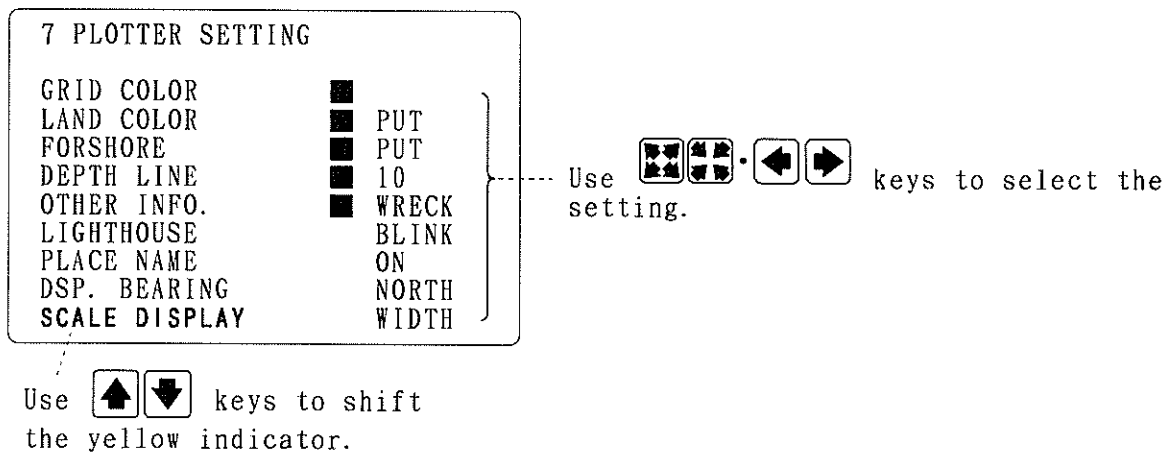 7 PLOTTER SETTING
GRID COLOR
LAND COLOR PUT
FORSHORE PUT
DEPTH LINE 10
OTHER INFO. WRECK
LIGHTHOUSE BLINK
PLACE NAME ON
DSP. BEARING NORTH
SCALE DISPLAY WIDTH
Use keys to select the
setting.
Use keys to shift
the yellow indicator.